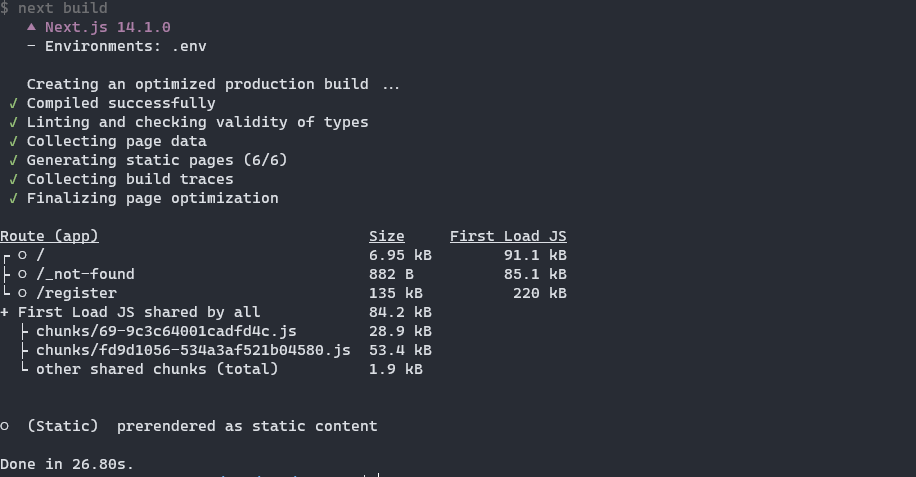 $ next build
▲ Next.js 14.1.0
- Environments: .env
Creating an optimized production build ...
✓ Compiled successfully
✓ Linting and checking validity of types
✓ Collecting page data
✓ Generating static pages (6/6)
✓ Collecting build traces
✓ Finalizing page optimization
Route (app) Size First Load JS
┌ ○ / 6.95 kB 91.1 kB
├ ○ /_not-found 882 B 85.1 kB
└ ○ /register 135 kB 220 kB
+ First Load JS shared by all 84.2 kB
├ chunks/69-9c3c64001cadfd4c.js 28.9 kB
├ chunks/fd9d1056-534a3af521b04580.js 53.4 kB
└ other shared chunks (total) 1.9 kB
○ (Static) prerendered as static content
Done in 26.80s.